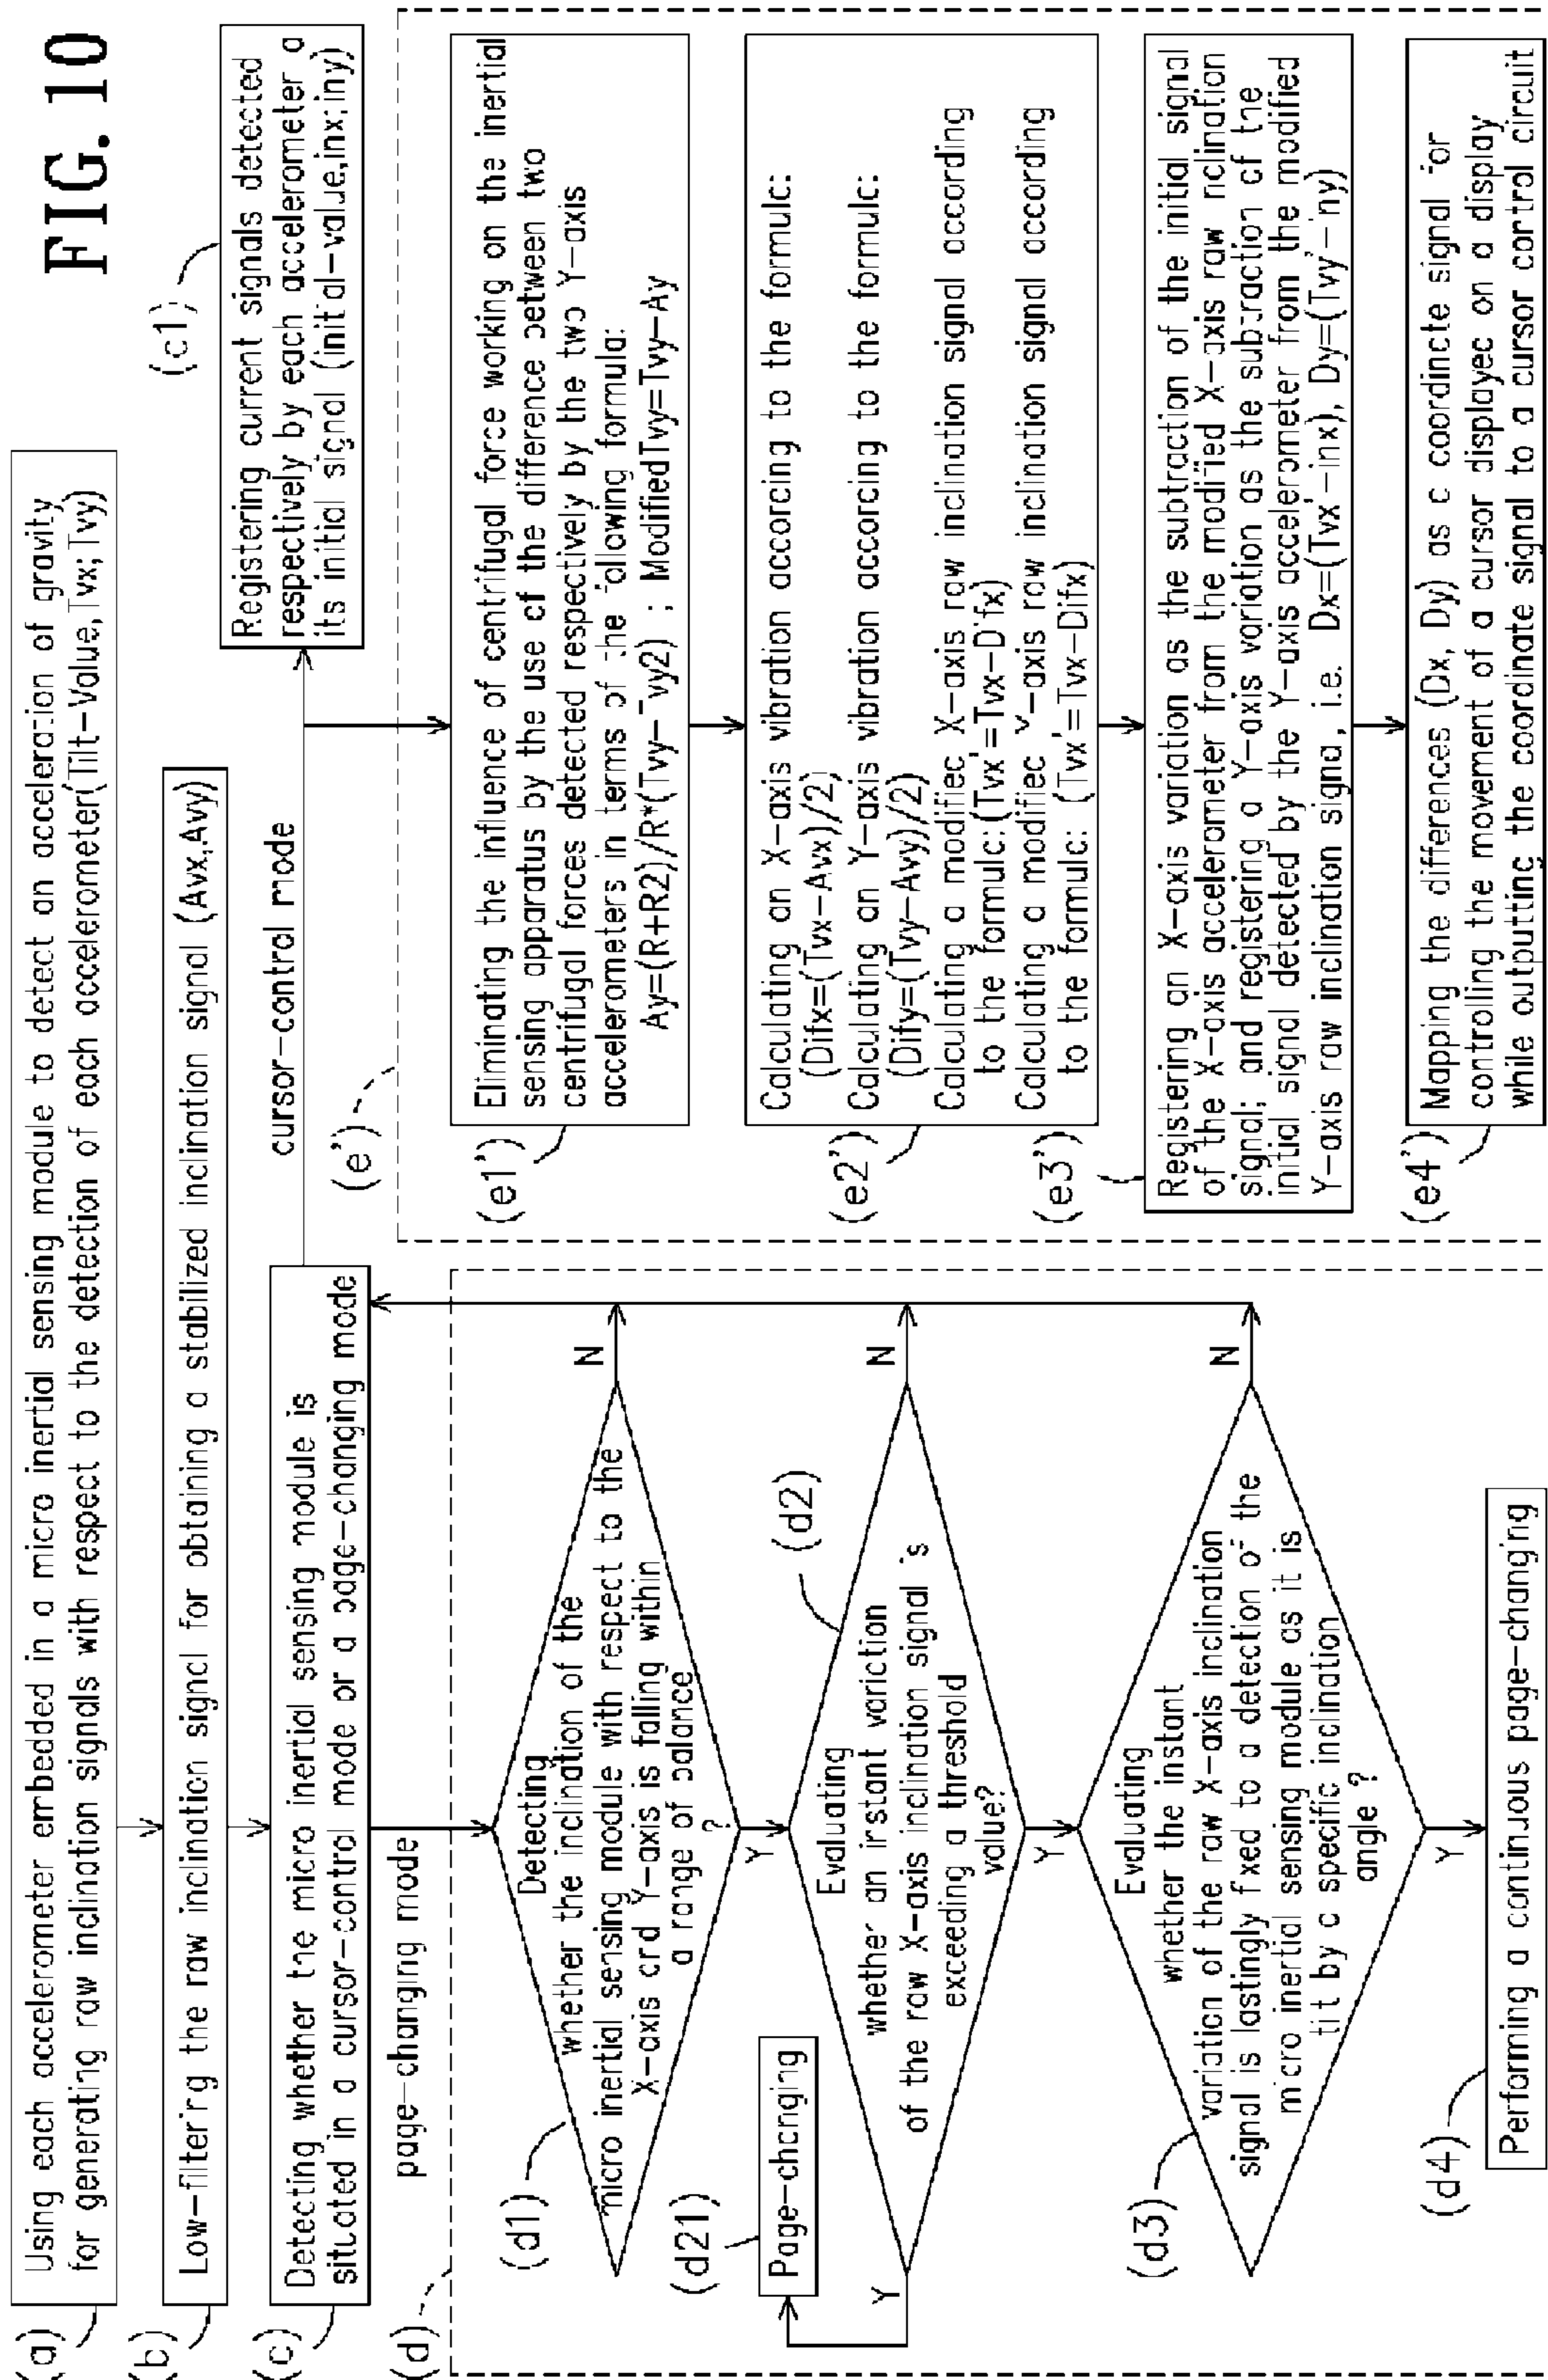 FIG. 10
(a)
Using each accelerometer embedded in a micro inertial sensing module to detect an acceleration of gravity
for generating raw inclination signals with respect to the detection of each accelerometer(Tilt-Value,Tvx;Tvy)
(b)
Low-filtering the raw inclination signal for obtaining a stabilized inclination signal (Avx,Avy)
(c)
Detecting whether the micro inertial sensing module is
situated in a cursor-control mode or a page-changing mode
cursor-control mode
(c1)
Registering current signals detected
respectively by each accelerometer a
its initial signal (initial-value,inx;iny)
page-changing mode
(d)
(d1)
Detecting
whether the inclination of the
micro inertial sensing module with respect to the
X-axis and Y-axis is falling within
a range of balance
?
N
Y
(d2)
Evaluating
whether an instant variation
of the raw X-axis inclination signal is
exceeding a threshold
value?
N
Y
Y
(d21)
Page-changing
(d3)
Evaluating
whether the instant
variation of the raw X-axis inclination
signal is lastingly fixed to a detection of the
micro inertial sensing module as it is
tilt by a specific inclination
angle ?
N
Y
(d4)
Performing a continuous page-changing
(e')
(e1')
Eliminating the influence of centrifugal force working on the inertial
sensing apparatus by the use of the difference between two
centrifugal forces detected respectively by the two Y-axis
accelerometers in terms of the following formula:
Ay=(R+R2)/R*(Tvy-Tvy2) ; ModifiedTvy=Tvy-Ay
(e2')
Calculating an X-axis vibration according to the formula:
(Difx=(Tvx-Avx)/2)
Calculating an Y-axis vibration according to the formula:
(Dify=(Tvy-Avy)/2)
Calculating a modified X-axis raw inclination signal according
to the formula:(Tvx'=Tvx-Difx)
Calculating a modified Y-axis raw inclination signal according
to the formula: (Tvx'=Tvx-Difx)
(e3')
Registering an X-axis variation as the subtraction of the initial signal
of the X-axis accelerometer from the modified X-axis raw inclination
signal; and registering a Y-axis variation as the subtraction of the
initial signal detected by the Y-axis accelerometer from the modified
Y-axis raw inclination signa, i.e. Dx=(Tvx'-inx), Dy=(Tvy'-iny)
(e4')
Mapping the differences (Dx, Dy) as a coordinate signal for
controlling the movement of a cursor displayed on a display
while outputting the coordinate signal to a cursor control circuit